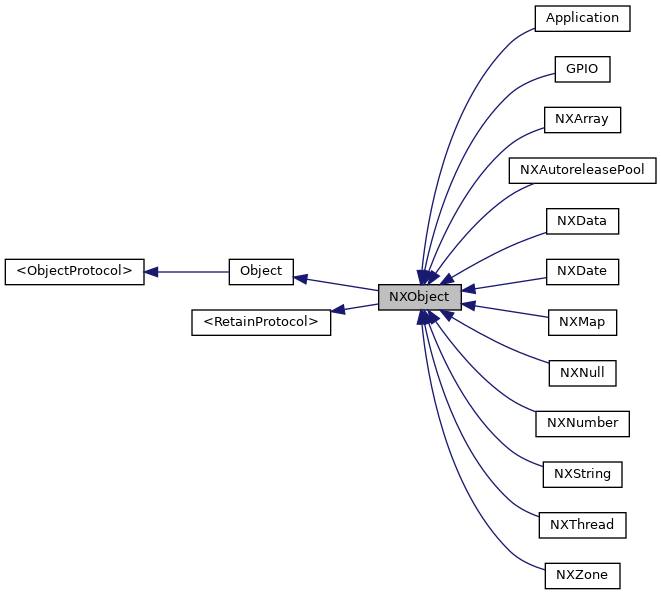 Application
GPIO
NXArray
NXAutoreleasePool
NXData
<ObjectProtocol>
Object
NXDate
NXObject
<RetainProtocol>
NXMap
NXNull
NXNumber
NXString
NXThread
NXZone